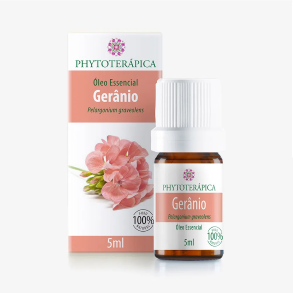 PHYTOTERÁPICA
Óleo Essencial
Gerânio
Pelargonium graveolens
100%
5ml
PHYTOTERÁPICA
Gerânio
Pelargonium graveolens
Óleo Essencial
100%
5ml